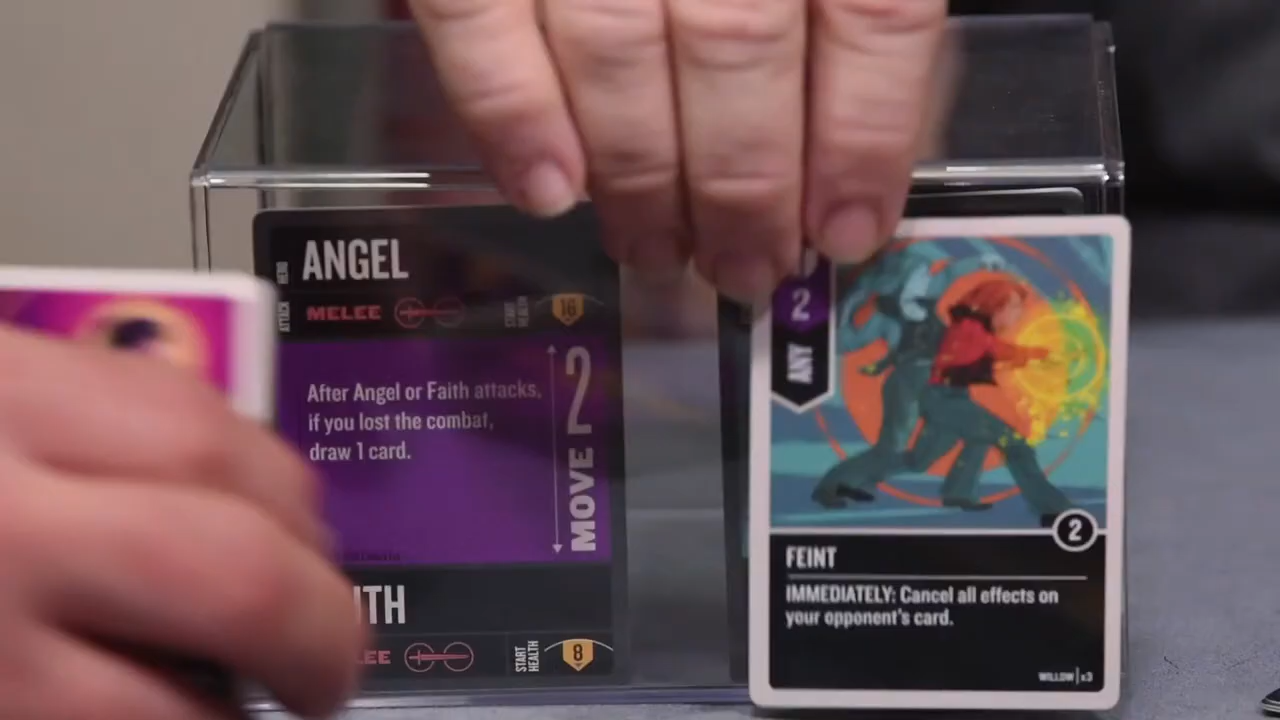 ANGEL
HERO
ATTACK
MELEE
START
HEALTH
16
After Angel or Faith attacks,
if you lost the combat,
draw 1 card.
MOVE 2
ITH
LEE
START
HEALTH
8
2
ANY
2
FEINT
IMMEDIATELY: Cancel all effects on
your opponent's card.
WILLOW | x3